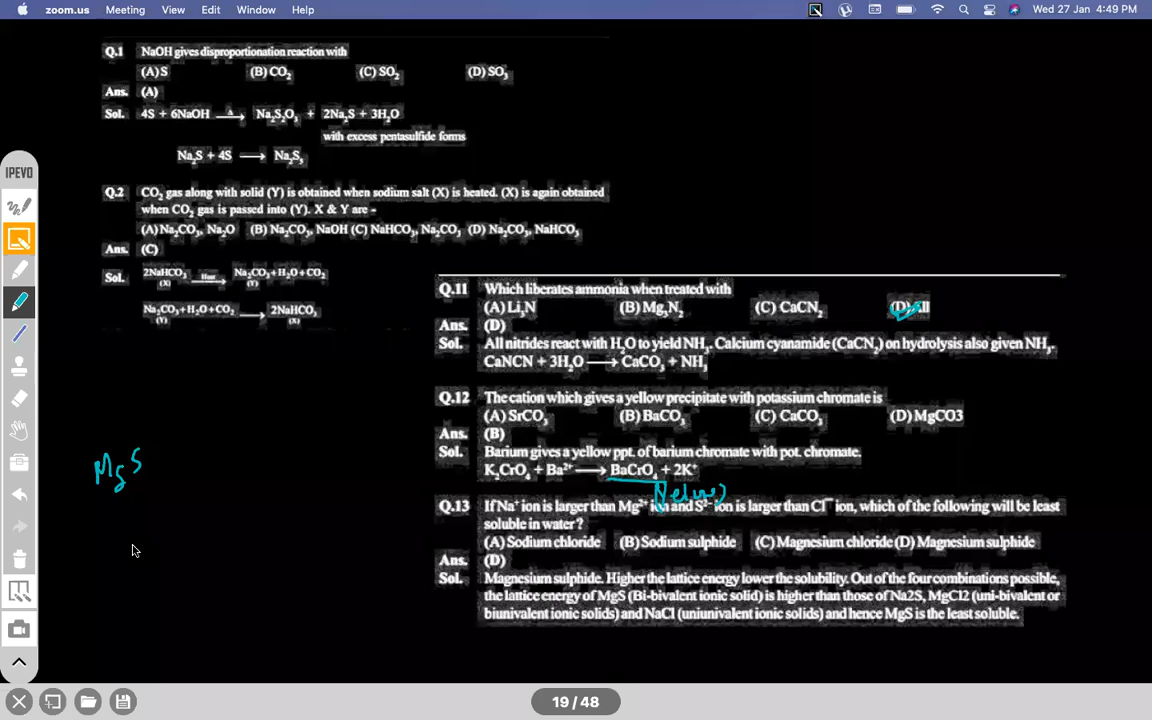 zoom.us Meeting View Edit Window Help Wed 27 Jan 4:49 PM
Q.1 NaOH gives disproportionation reaction with
(A) S (B) CO₂ (C) SO₂ (D) SO₃
Ans. (A)
Sol. 4S + 6NaOH —Δ→ Na₂S₂O₃ + 2Na₂S + 3H₂O
with excess pentasulfide forms
Na₂S + 4S ⟶ Na₂S₅
Q.2 CO₂ gas along with solid (Y) is obtained when sodium salt (X) is heated. (X) is again obtained
when CO₂ gas is passed into (Y). X & Y are -
(A) Na₂CO₃, Na₂O (B) Na₂CO₃, NaOH (C) NaHCO₃, Na₂CO₃ (D) Na₂CO₃, NaHCO₃
Ans. (C)
Sol. 2NaHCO₃ —Heat→ Na₂CO₃+H₂O+CO₂
(X) (Y)
Na₂CO₃+H₂O+CO₂ ⟶ 2NaHCO₃
(Y) (X)
IPEVO
MgS
Q.11 Which liberates ammonia when treated with
(A) Li₃N (B) Mg₃N₂ (C) CaCN₂ (D) All
Ans. (D)
Sol. All nitrides react with H₂O to yield NH₃. Calcium cyanamide (CaCN₂) on hydrolysis also given NH₃.
CaNCN + 3H₂O ⟶ CaCO₃ + NH₃
Q.12 The cation which gives a yellow precipitate with potassium chromate is
(A) SrCO₃ (B) BaCO₃ (C) CaCO₃ (D) MgCO3
Ans. (B)
Sol. Barium gives a yellow ppt. of barium chromate with pot. chromate.
K₂CrO₄ + Ba²⁺ ⟶ BaCrO₄ + 2K⁺
Q.13 If Na⁺ ion is larger than Mg²⁺ ion and S²⁻ ion is larger than Cl⁻ ion, which of the following will be least
soluble in water ?
(A) Sodium chloride (B) Sodium sulphide (C) Magnesium chloride (D) Magnesium sulphide
Ans. (D)
Sol. Magnesium sulphide. Higher the lattice energy lower the solubility. Out of the four combinations possible,
the lattice energy of MgS (Bi-bivalent ionic solid) is higher than those of Na2S, MgCl2 (uni-bivalent or
biunivalent ionic solids) and NaCl (uniunivalent ionic solids) and hence MgS is the least soluble.
19 / 48